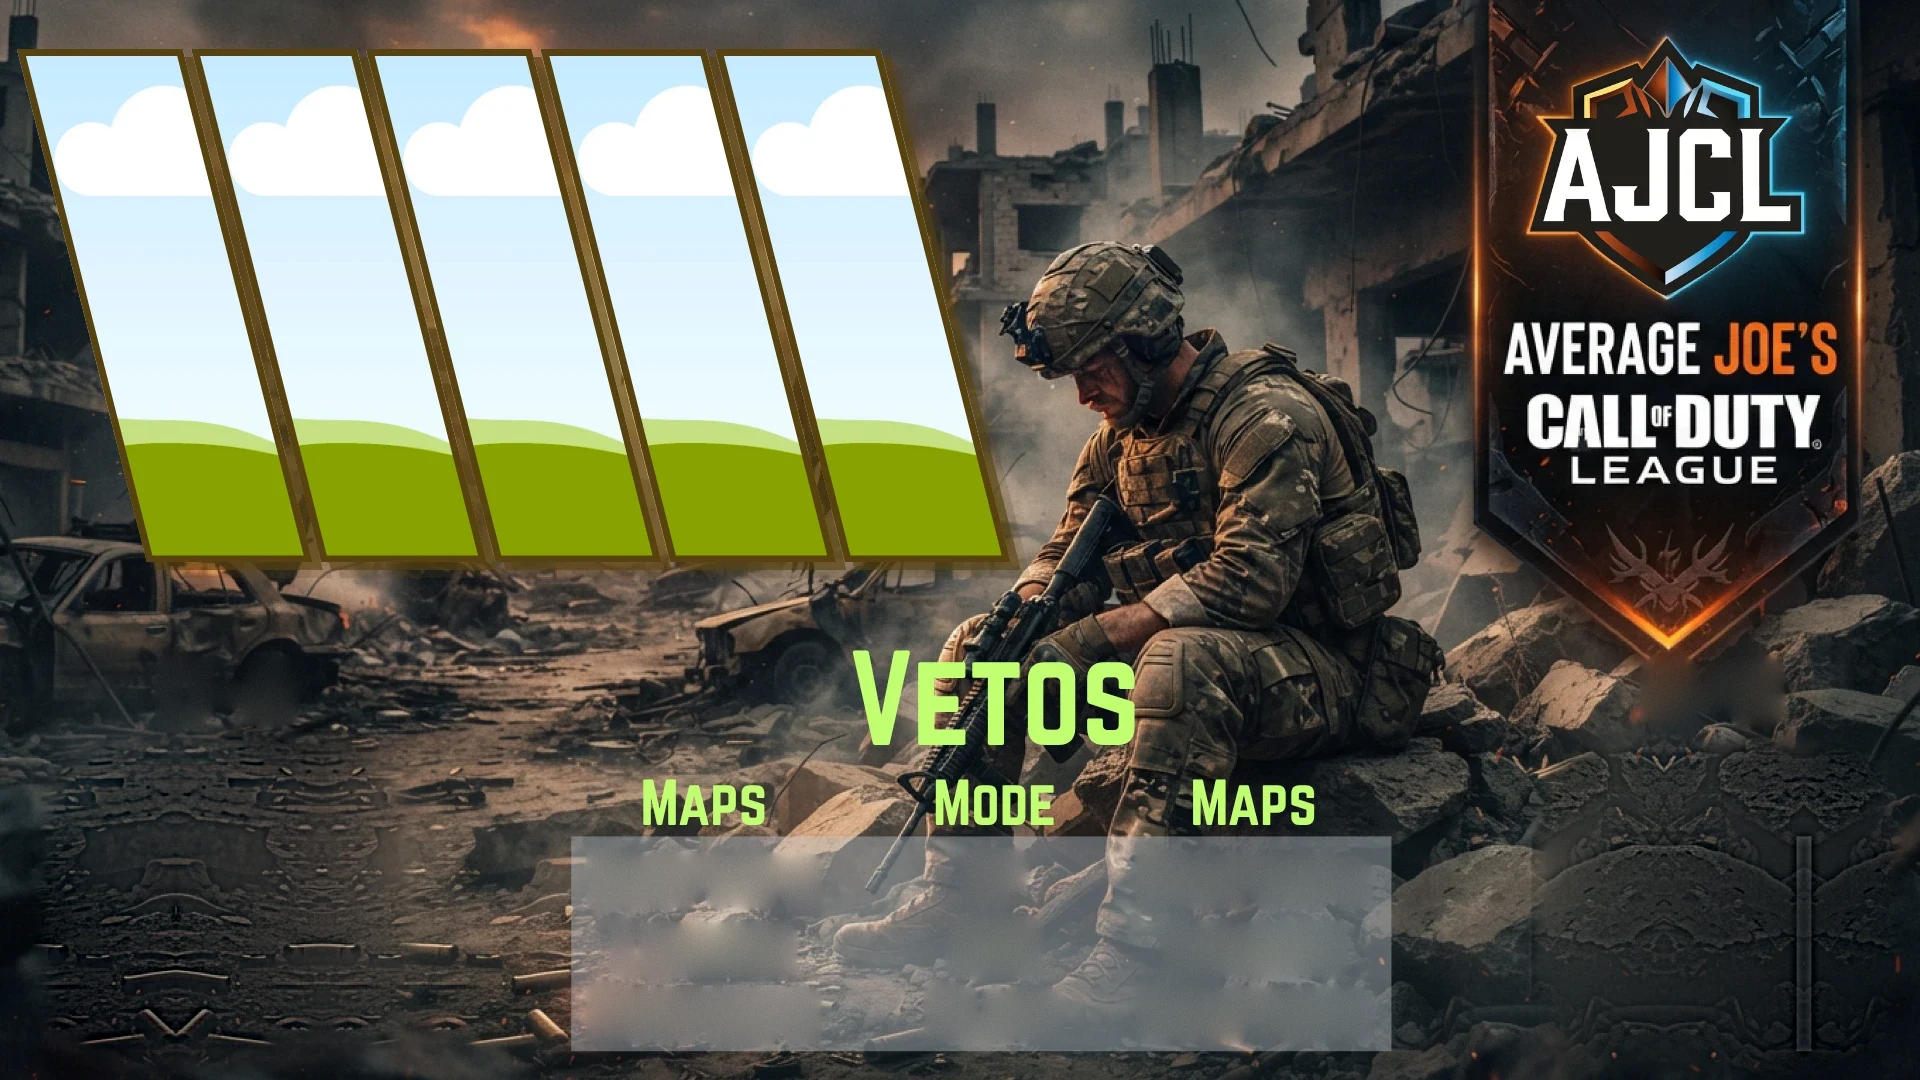 AJCL
AVERAGE JOE'S
CALL OF DUTY®
LEAGUE
VETOS
MAPS MODE MAPS